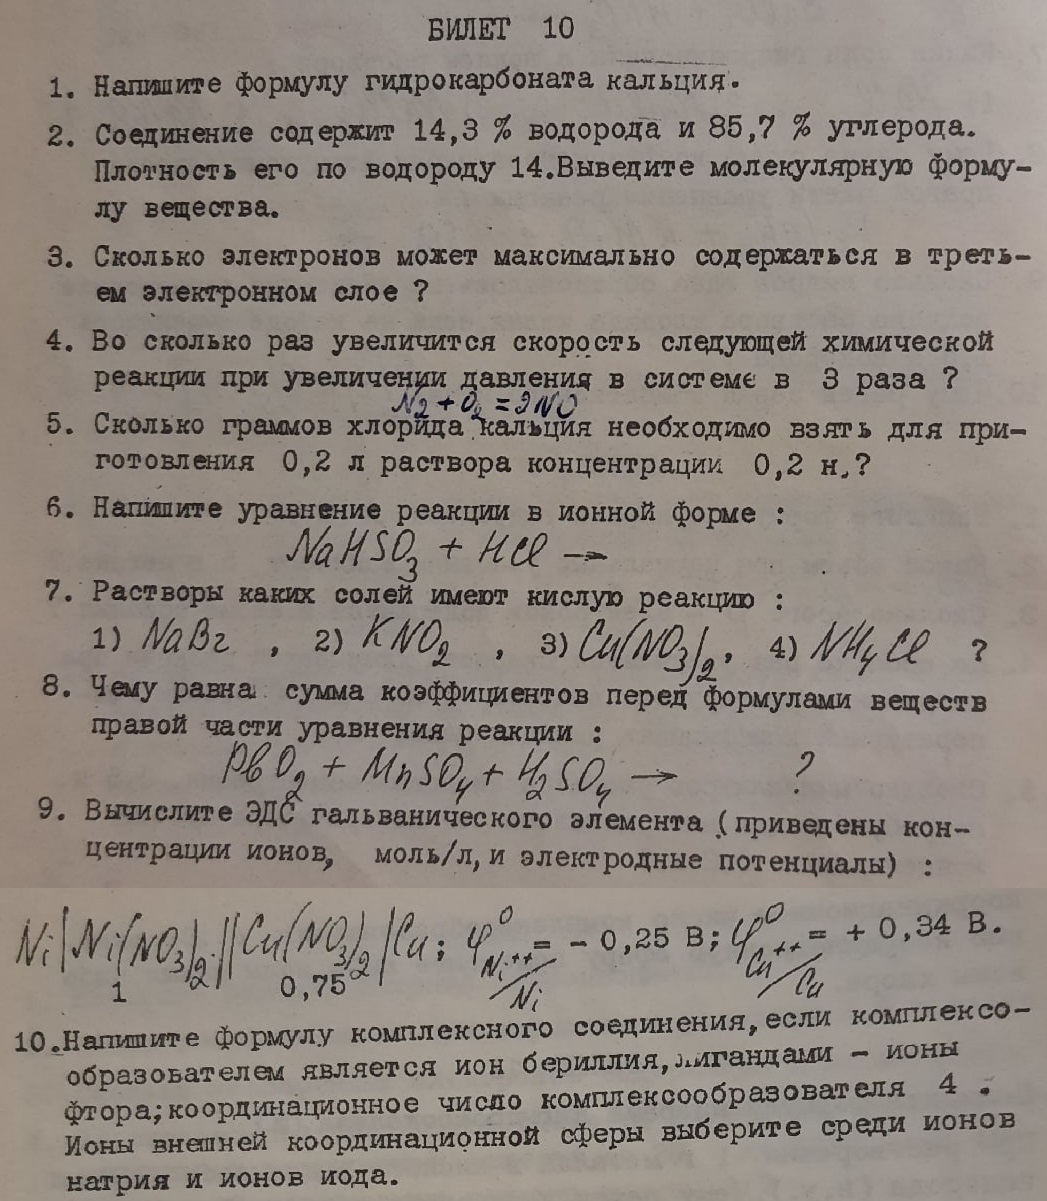 БИЛЕТ 10
1. Напишите формулу гидрокарбоната кальция.
2. Соединение содержит 14,3 % водорода и 85,7 % углерода.
Плотность его по водороду 14.Выведите молекулярную форму-
лу вещества.
3. Сколько электронов может максимально содержаться в треть-
ем электронном слое ?
4. Во сколько раз увеличится скорость следующей химической
реакции при увеличении давления в системе в 3 раза ?
N2 + O2 = 2NO
5. Сколько граммов хлорида кальция необходимо взять для при-
готовления 0,2 л раствора концентрации 0,2 н.?
6. Напишите уравнение реакции в ионной форме :
NaHSO3 + HCl →
7. Растворы каких солей имеют кислую реакцию :
1) NaBr , 2) KNO2 , 3) Cu(NO3)2, 4) NH4Cl ?
8. Чему равна сумма коэффициентов перед формулами веществ
правой части уравнения реакции :
PbO2 + MnSO4 + H2SO4 → ?
9. Вычислите ЭДС гальванического элемента (приведены кон-
центрации ионов, моль/л, и электродные потенциалы) :
Ni|Ni(NO3)2||Cu(NO3)2|Cu; φ0 Ni++/Ni = - 0,25 В; φ0 Cu++/Cu = + 0,34 В.
1 0,75
10.Напишите формулу комплексного соединения, если комплексо-
образователем является ион бериллия, лигандами - ионы
фтора; координационное число комплексообразователя 4 .
Ионы внешней координационной сферы выберите среди ионов
натрия и ионов иода.